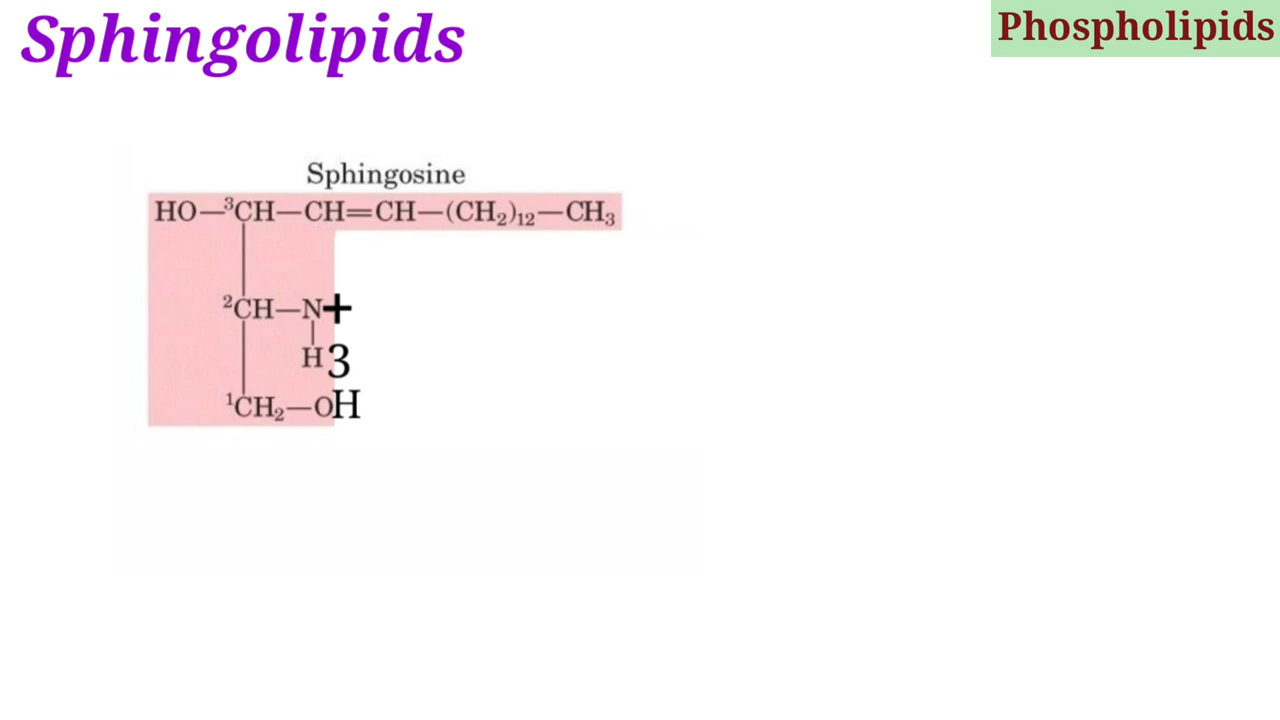 Sphingolipids
Phospholipids
Sphingosine
HO—³CH—CH=CH—(CH₂)₁₂—CH₃
²CH—N+
H3
¹CH₂—OH